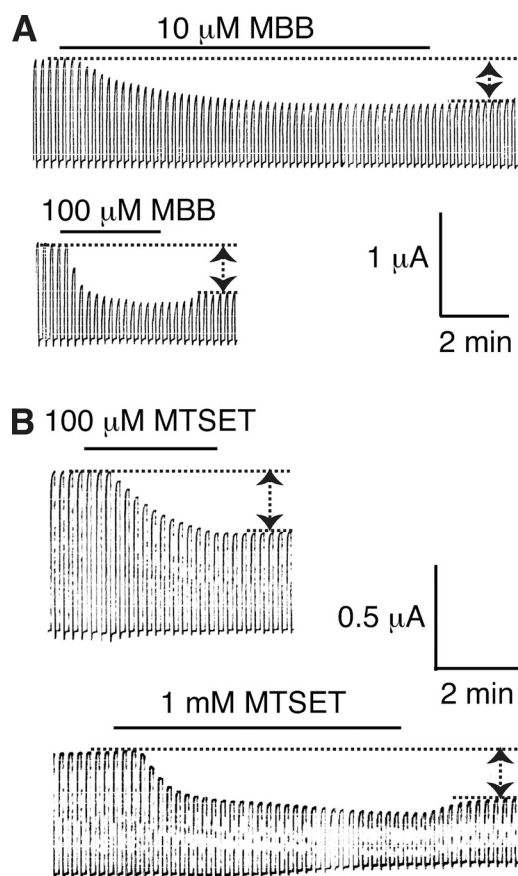 A
10 μM MBB
100 μM MBB
1 μA
2 min
B 100 μM MTSET
0.5 μA
2 min
1 mM MTSET